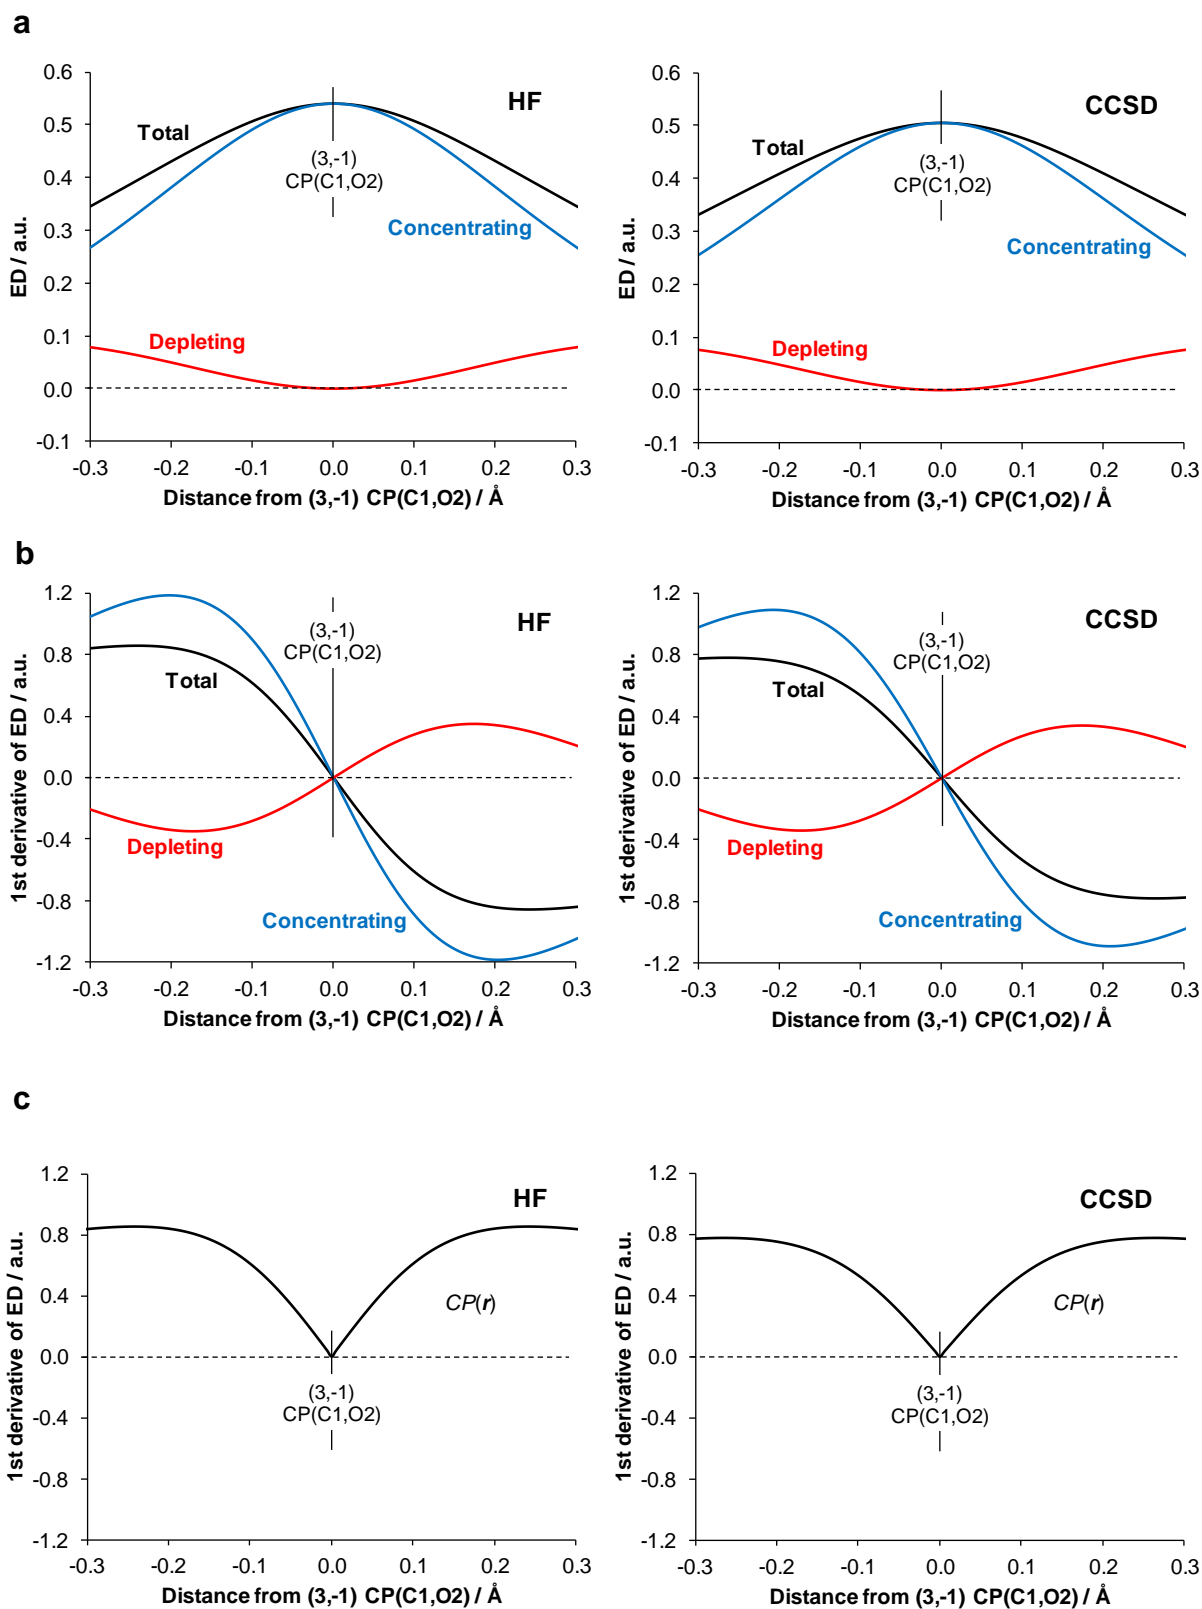 a
HF
Total
(3,-1)
CP(C1,O2)
Concentrating
Depleting
ED / a.u.
0.6
0.5
0.4
0.3
0.2
0.1
0.0
-0.1
-0.3
-0.2
-0.1
0.0
0.1
0.2
0.3
Distance from (3,-1) CP(C1,O2) / Å
CCSD
Total
(3,-1)
CP(C1,O2)
Concentrating
Depleting
ED / a.u.
0.6
0.5
0.4
0.3
0.2
0.1
0.0
-0.1
-0.3
-0.2
-0.1
0.0
0.1
0.2
0.3
Distance from (3,-1) CP(C1,O2) / Å
b
HF
(3,-1)
CP(C1,O2)
Total
Depleting
Concentrating
1st derivative of ED / a.u.
1.2
0.8
0.4
0.0
-0.4
-0.8
-1.2
-0.3
-0.2
-0.1
0.0
0.1
0.2
0.3
Distance from (3,-1) CP(C1,O2) / Å
CCSD
(3,-1)
CP(C1,O2)
Total
Depleting
Concentrating
1st derivative of ED / a.u.
1.2
0.8
0.4
0.0
-0.4
-0.8
-1.2
-0.3
-0.2
-0.1
0.0
0.1
0.2
0.3
Distance from (3,-1) CP(C1,O2) / Å
c
HF
CP(r)
(3,-1)
CP(C1,O2)
1st derivative of ED / a.u.
1.2
0.8
0.4
0.0
-0.4
-0.8
-1.2
-0.3
-0.2
-0.1
0.0
0.1
0.2
0.3
Distance from (3,-1) CP(C1,O2) / Å
CCSD
CP(r)
(3,-1)
CP(C1,O2)
1st derivative of ED / a.u.
1.2
0.8
0.4
0.0
-0.4
-0.8
-1.2
-0.3
-0.2
-0.1
0.0
0.1
0.2
0.3
Distance from (3,-1) CP(C1,O2) / Å